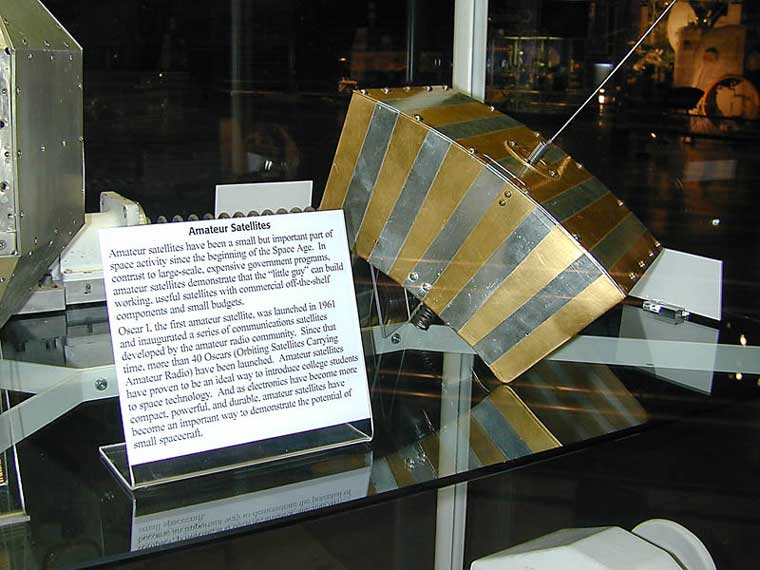 Amateur Satellites
Amateur satellites have been a small but important part of
space activity since the beginning of the Space Age. In
contrast to large-scale, expensive government programs,
amateur satellites demonstrate that the "little guy" can build
working, useful satellites with commercial off-the-shelf
components and small budgets.
Oscar I, the first amateur satellite, was launched in 1961
and inaugurated a series of communications satellites
developed by the amateur radio community. Since that
time, more than 40 Oscars (Orbiting Satellites Carrying
Amateur Radio) have been launched. Amateur satellites
have proven to be an ideal way to introduce college students
to space technology. And as electronics have become more
compact, powerful, and durable, amateur satellites have
become an important way to demonstrate the potential of
small spacecraft.